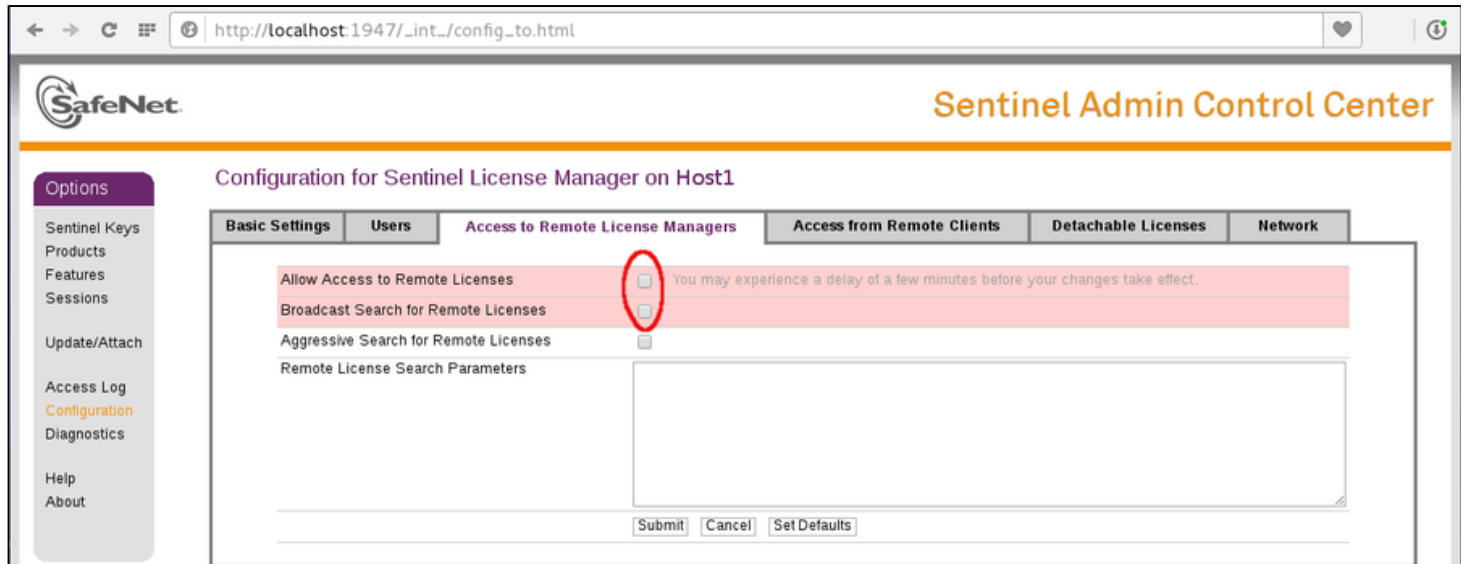 http://localhost:1947/_int_/config_to.html
SafeNet.
Sentinel Admin Control Center
Options
Sentinel Keys
Products
Features
Sessions
Update/Attach
Access Log
Configuration
Diagnostics
Help
About
Configuration for Sentinel License Manager on Host1
Basic Settings
Users
Access to Remote License Managers
Access from Remote Clients
Detachable Licenses
Network
Allow Access to Remote Licenses
You may experience a delay of a few minutes before your changes take effect.
Broadcast Search for Remote Licenses
Aggressive Search for Remote Licenses
Remote License Search Parameters
Submit
Cancel
Set Defaults